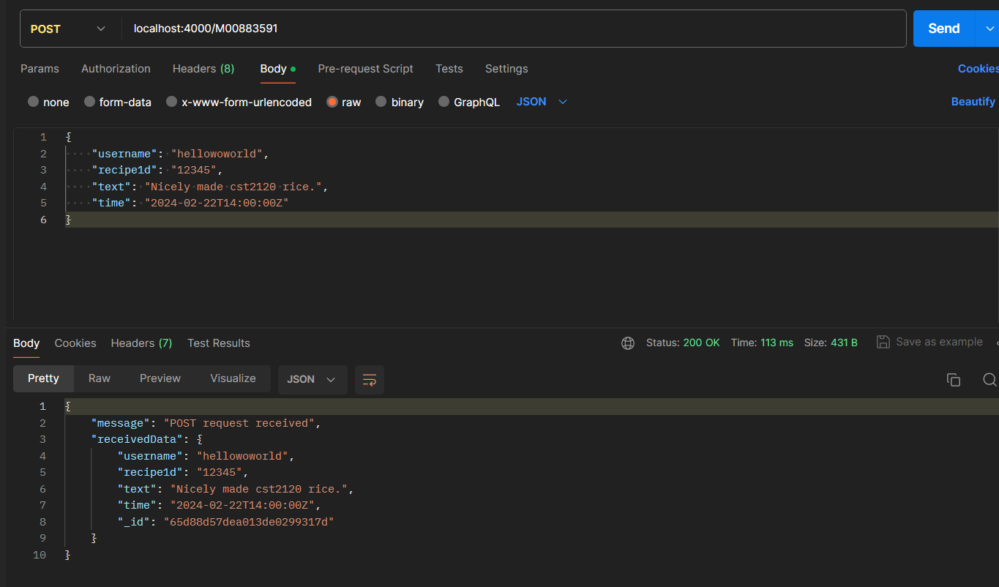 POST localhost:4000/M00883591 Send
Params Authorization Headers (8) Body Pre-request Script Tests Settings Cookies
none form-data x-www-form-urlencoded raw binary GraphQL JSON Beautify
1 {
2 "username": "hellowoworld",
3 "recipe1d": "12345",
4 "text": "Nicely made cst2120 rice.",
5 "time": "2024-02-22T14:00:00Z"
6 }
Body Cookies Headers (7) Test Results Status: 200 OK Time: 113 ms Size: 431 B Save as example
Pretty Raw Preview Visualize JSON
1 {
2 "message": "POST request received",
3 "receivedData": {
4 "username": "hellowoworld",
5 "recipe1d": "12345",
6 "text": "Nicely made cst2120 rice.",
7 "time": "2024-02-22T14:00:00Z",
8 "_id": "65d88d57dea013de0299317d"
9 }
10 }